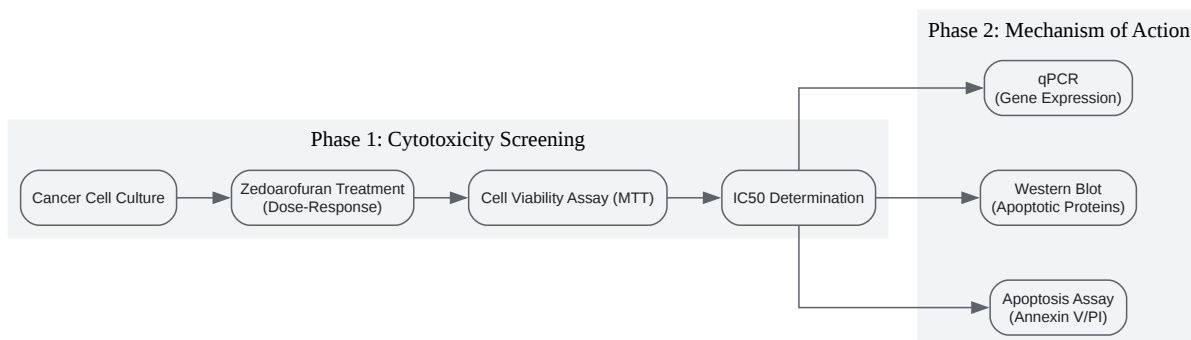 Phase 2: Mechanism of Action
qPCR
(Gene Expression)
Phase 1: Cytotoxicity Screening
Cancer Cell Culture
Zedoarofuran Treatment
(Dose-Response)
Cell Viability Assay (MTT)
IC50 Determination
Western Blot
(Apoptotic Proteins)
Apoptosis Assay
(Annexin V/PI)